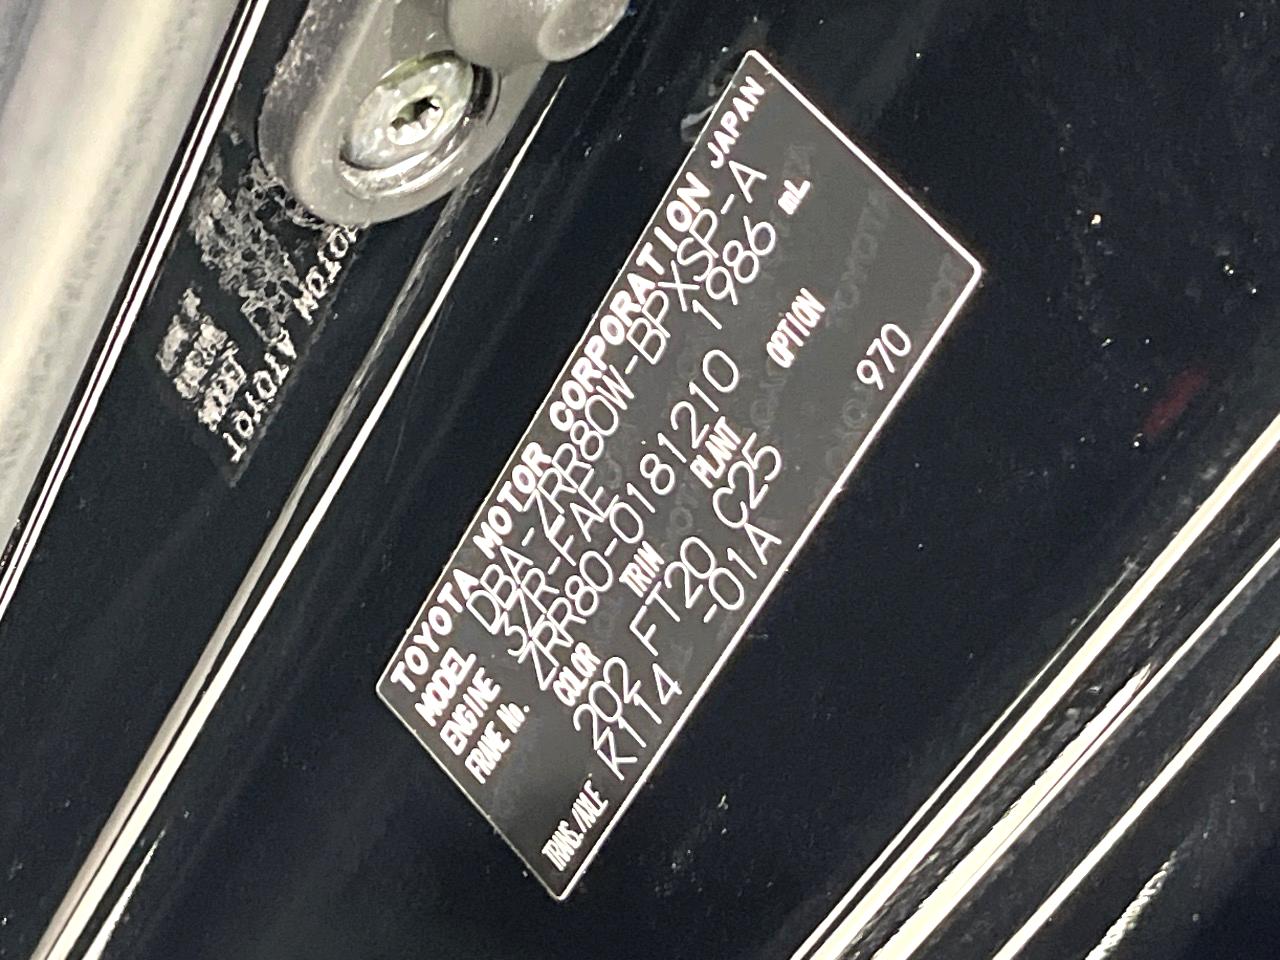 TOYOTA MOTOR CORPORATION JAPAN
MODEL DBA-ZRR80W-BPXSP-A
ENGINE 3ZR-FAE 1986 mL
FRAME No. ZRR80-0181210
COLOR TRIM PLANT OPTION
202 FT20 C25 970
TRANS./AXLE K114 -01A